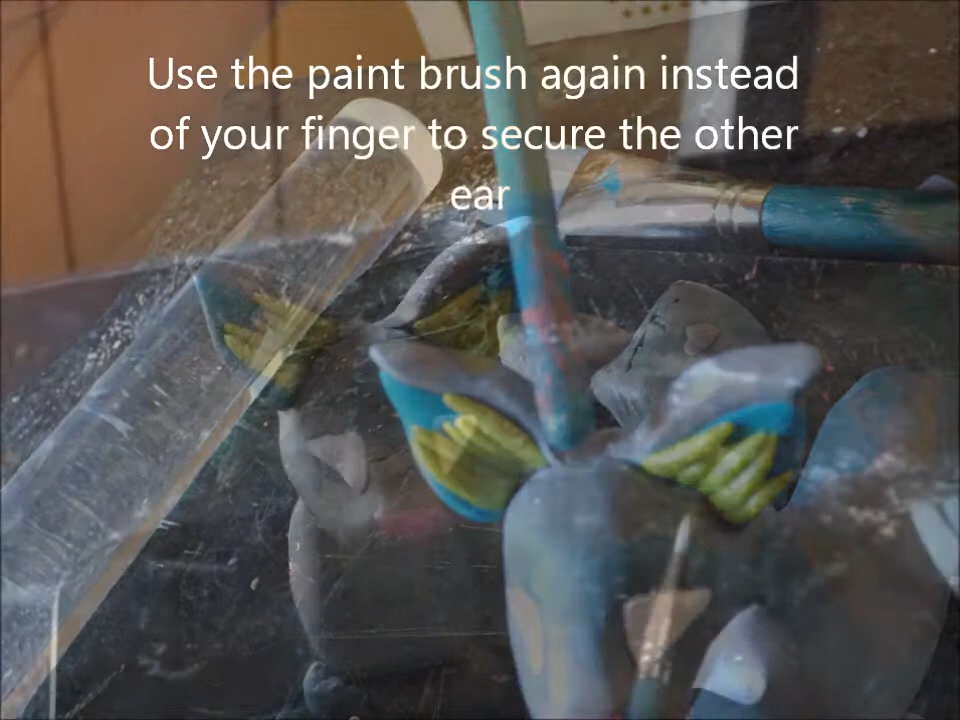 Use the paint brush again instead
of your finger to secure the other
ear